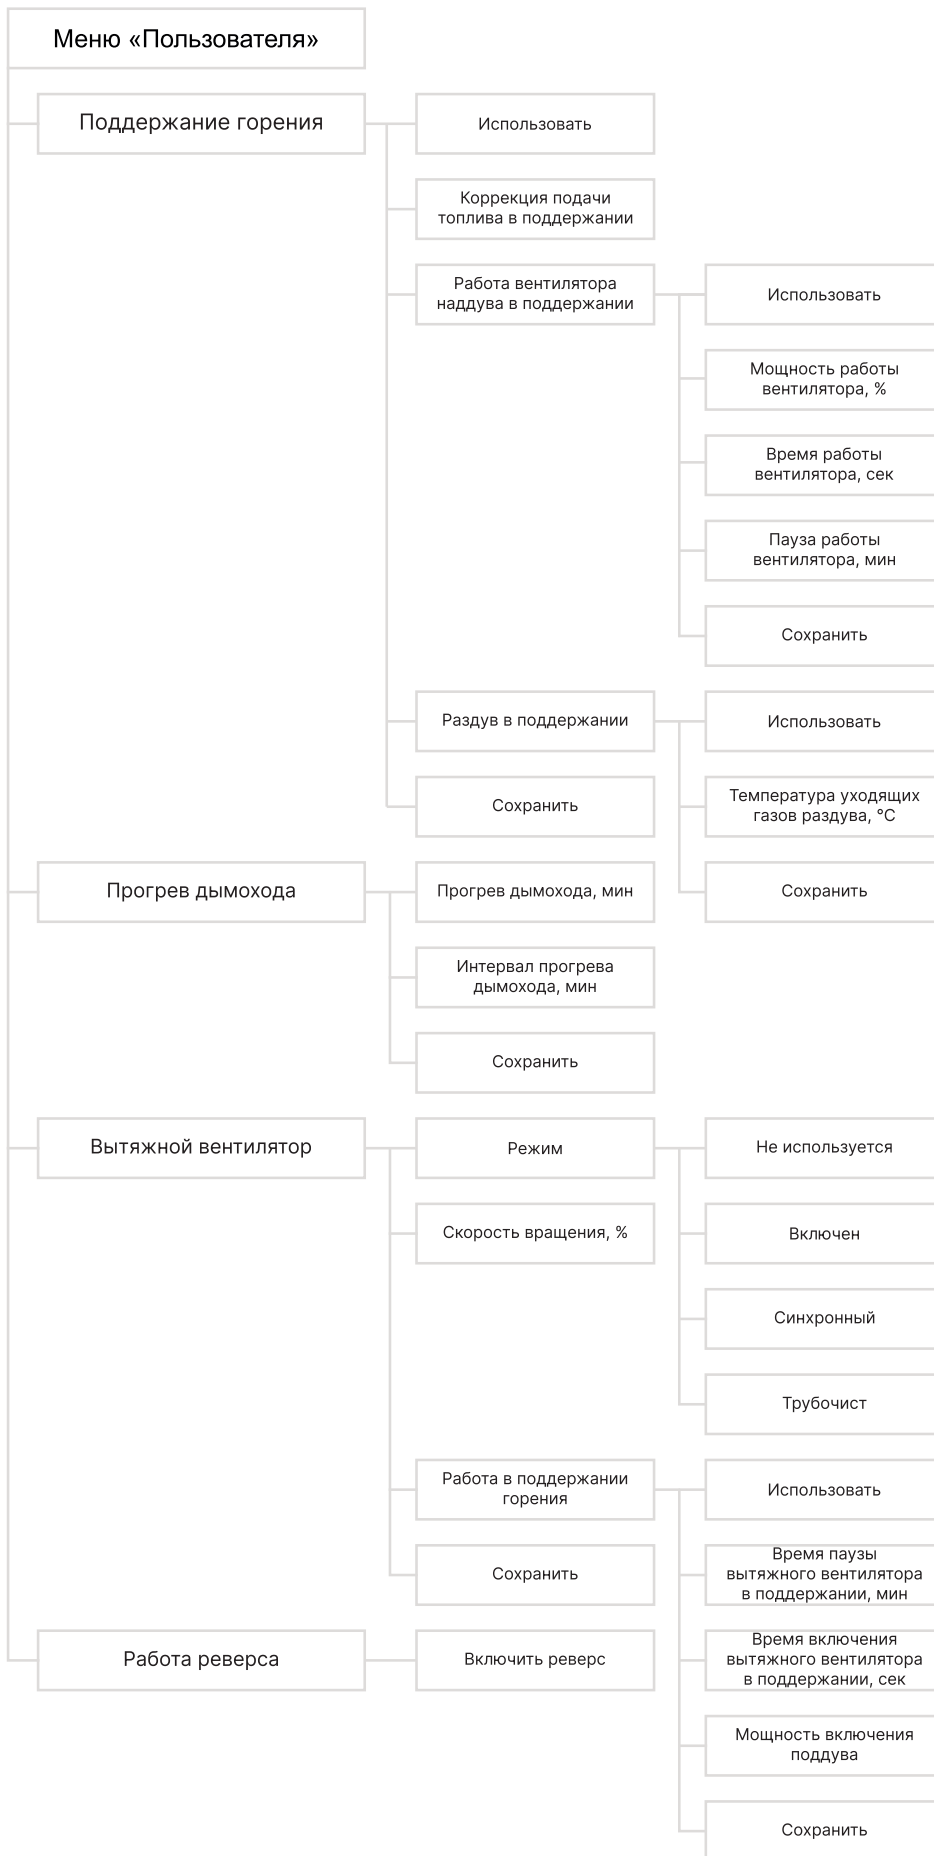 Меню «Пользователя»
Поддержание горения
Использовать
Коррекция подачи
топлива в поддержании
Работа вентилятора
наддува в поддержании
Использовать
Мощность работы
вентилятора, %
Время работы
вентилятора, сек
Пауза работы
вентилятора, мин
Сохранить
Раздув в поддержании
Использовать
Температура уходящих
газов раздува, °C
Сохранить
Сохранить
Прогрев дымохода
Прогрев дымохода, мин
Интервал прогрева
дымохода, мин
Сохранить
Вытяжной вентилятор
Режим
Не используется
Включен
Синхронный
Трубочист
Скорость вращения, %
Работа в поддержании
горения
Использовать
Время паузы
вытяжного вентилятора
в поддержании, мин
Время включения
вытяжного вентилятора
в поддержании, сек
Мощность включения
поддува
Сохранить
Сохранить
Работа реверса
Включить реверс